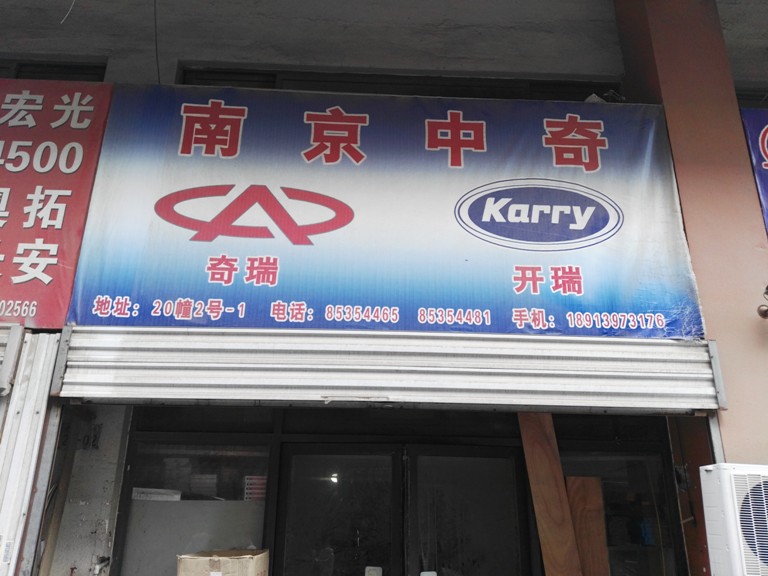 南京中奇
Karry
奇瑞
开瑞
地址：20幢2号-1 电话：85354465 85354481 手机：18913973176
宏光
4500
拓
安
02566